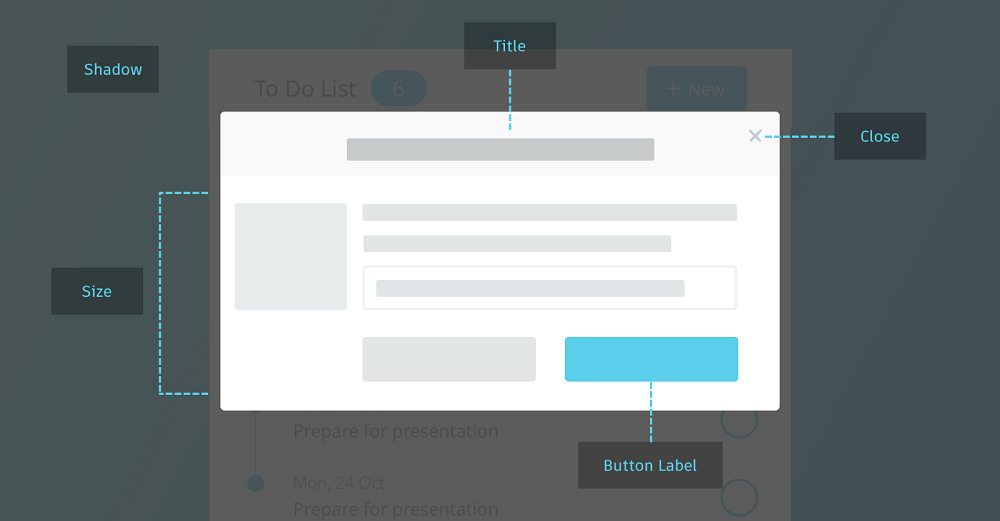 Title
Shadow
To Do List 6 + New
Close
Size
Prepare for presentation
Button Label
Mon, 24 Oct
Prepare for presentation